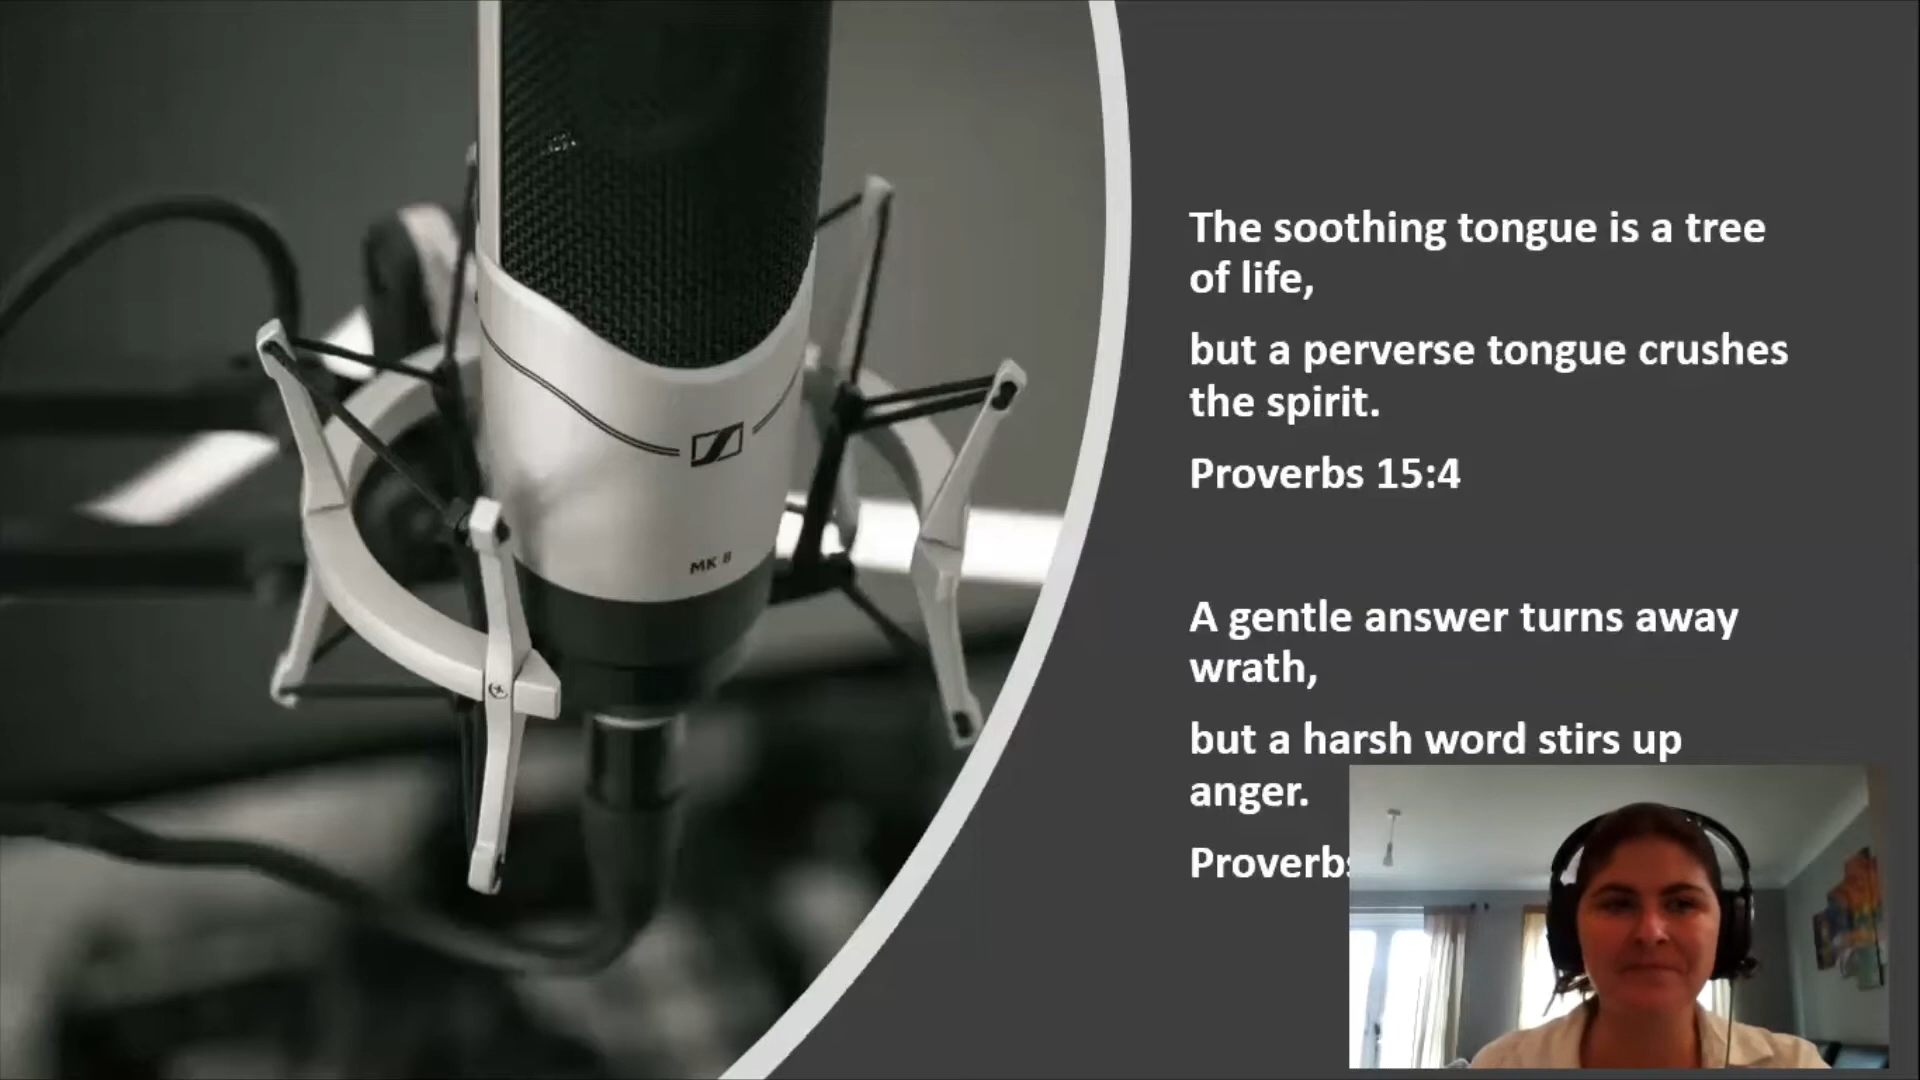 The soothing tongue is a tree
of life,
but a perverse tongue crushes
the spirit.
Proverbs 15:4
A gentle answer turns away
wrath,
but a harsh word stirs up
anger.
Proverbs
MK 8